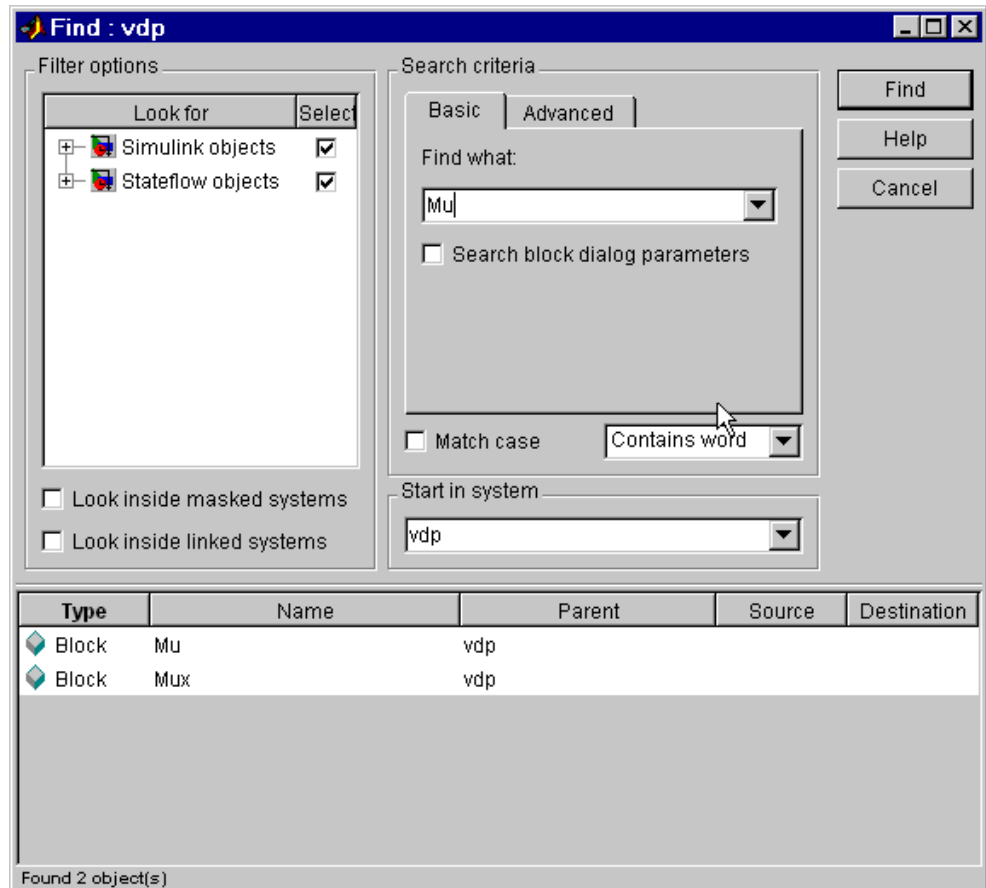 Find : vdp
Filter options
Look for Select
Simulink objects
Stateflow objects
Look inside masked systems
Look inside linked systems
Search criteria
Basic Advanced
Find what:
Mu
Search block dialog parameters
Match case Contains word
Start in system
vdp
Find
Help
Cancel
Type Name Parent Source Destination
Block Mu vdp
Block Mux vdp
Found 2 object(s)